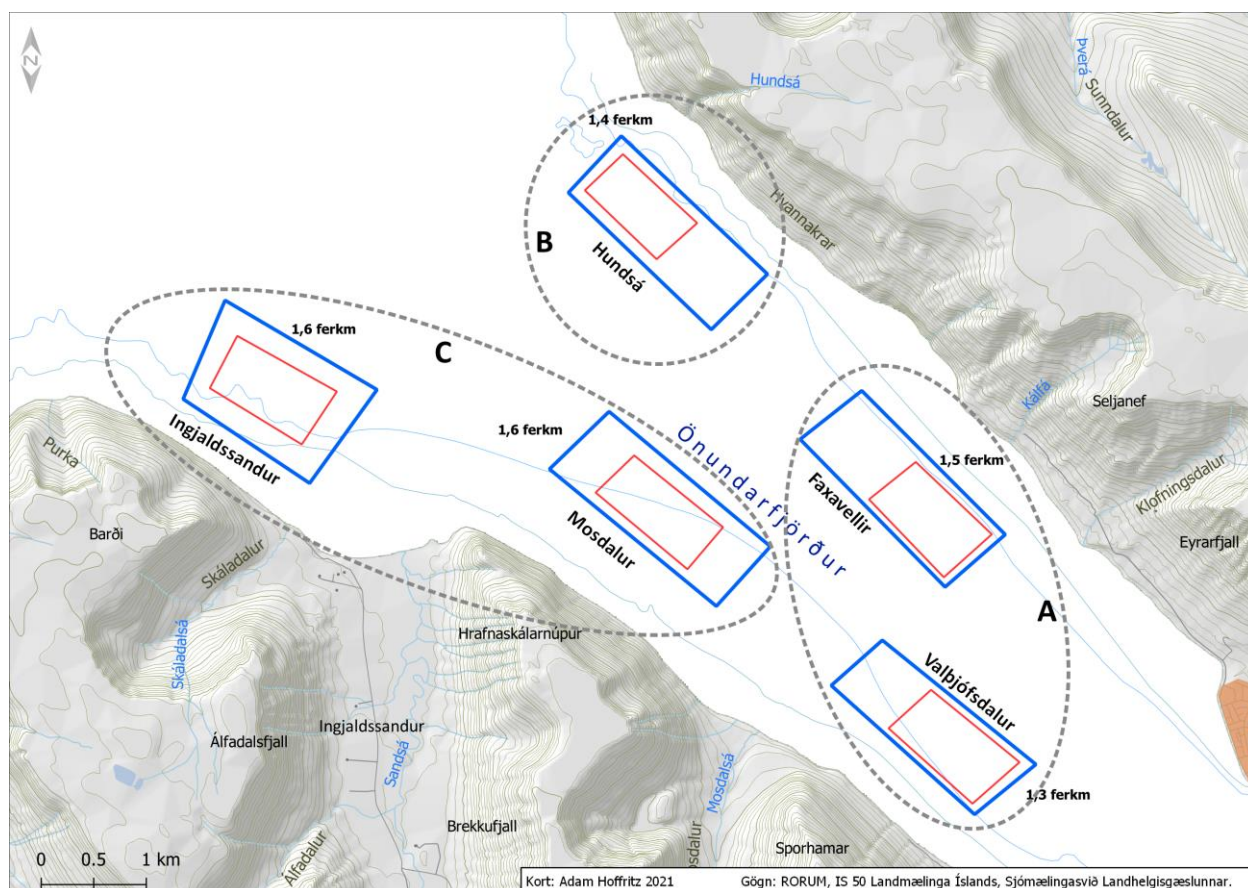 N
Hundsá
Þverá
Sunndalur
1,4 ferkm
Hvannakrar
B
Hundsá
1,6 ferkm
C
Ingjaldssandur
Purka
Barði
Skáladalur
Skáladalsá
Álfadalsfjall
1,6 ferkm
Mosdalur
Önundarfjörður
Kálfá
Seljanef
1,5 ferkm
Faxavellir
Klofningsdalur
Eyrarfjall
A
Valþjófsdalur
1,3 ferkm
Hrafnaskálarnúpur
Ingjaldssandur
Sandsá
Brekkufjall
Álfadalur
Mosdalsá
Sporhamar
0 0.5 1 km
Kort: Adam Hoffritz 2021 Gögn: RORUM, IS 50 Landmælinga Íslands, Sjómælingasvið Landhelgisgæslunnar.